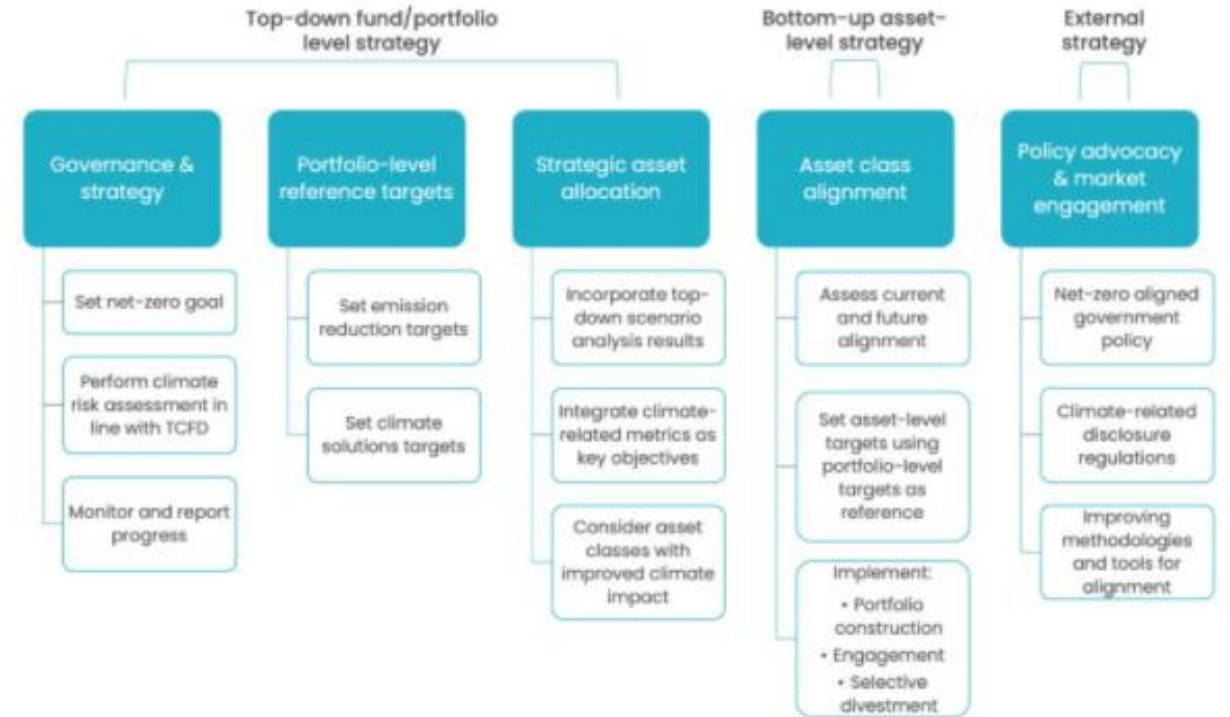 Top-down fund/portfolio
level strategy
Bottom-up asset-
level strategy
External
strategy
Governance &
strategy
Set net-zero goal
Perform climate
risk assessment in
line with TCFD
Monitor and report
progress
Portfolio-level
reference targets
Set emission
reduction targets
Set climate
solutions targets
Strategic asset
allocation
Incorporate top-
down scenario
analysis results
Integrate climate-
related metrics as
key objectives
Consider asset
classes with
improved climate
impact
Asset class
alignment
Assess current
and future
alignment
Set asset-level
targets using
portfolio-level
targets as
reference
Implement:
• Portfolio
construction
• Engagement
• Selective
divestment
Policy advocacy
& market
engagement
Net-zero aligned
government
policy
Climate-related
disclosure
regulations
Improving
methodologies
and tools for
alignment